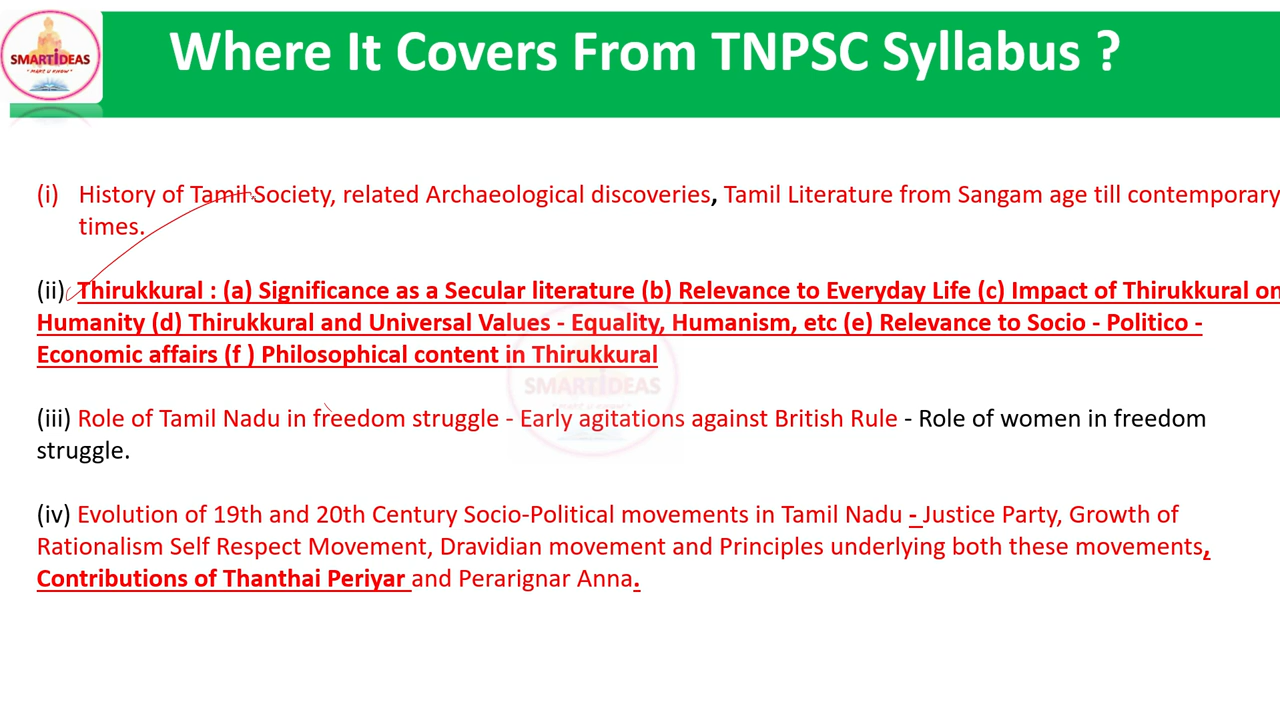 SMARTiDEAS
" MAKE U KNOW "
Where It Covers From TNPSC Syllabus ?
(i) History of Tamil Society, related Archaeological discoveries, Tamil Literature from Sangam age till contemporary
times.
(ii) Thirukkural : (a) Significance as a Secular literature (b) Relevance to Everyday Life (c) Impact of Thirukkural on
Humanity (d) Thirukkural and Universal Values - Equality, Humanism, etc (e) Relevance to Socio - Politico -
Economic affairs (f ) Philosophical content in Thirukkural
SMARTiDEAS
(iii) Role of Tamil Nadu in freedom struggle - Early agitations against British Rule - Role of women in freedom
struggle.
(iv) Evolution of 19th and 20th Century Socio-Political movements in Tamil Nadu - Justice Party, Growth of
Rationalism Self Respect Movement, Dravidian movement and Principles underlying both these movements,
Contributions of Thanthai Periyar and Perarignar Anna.